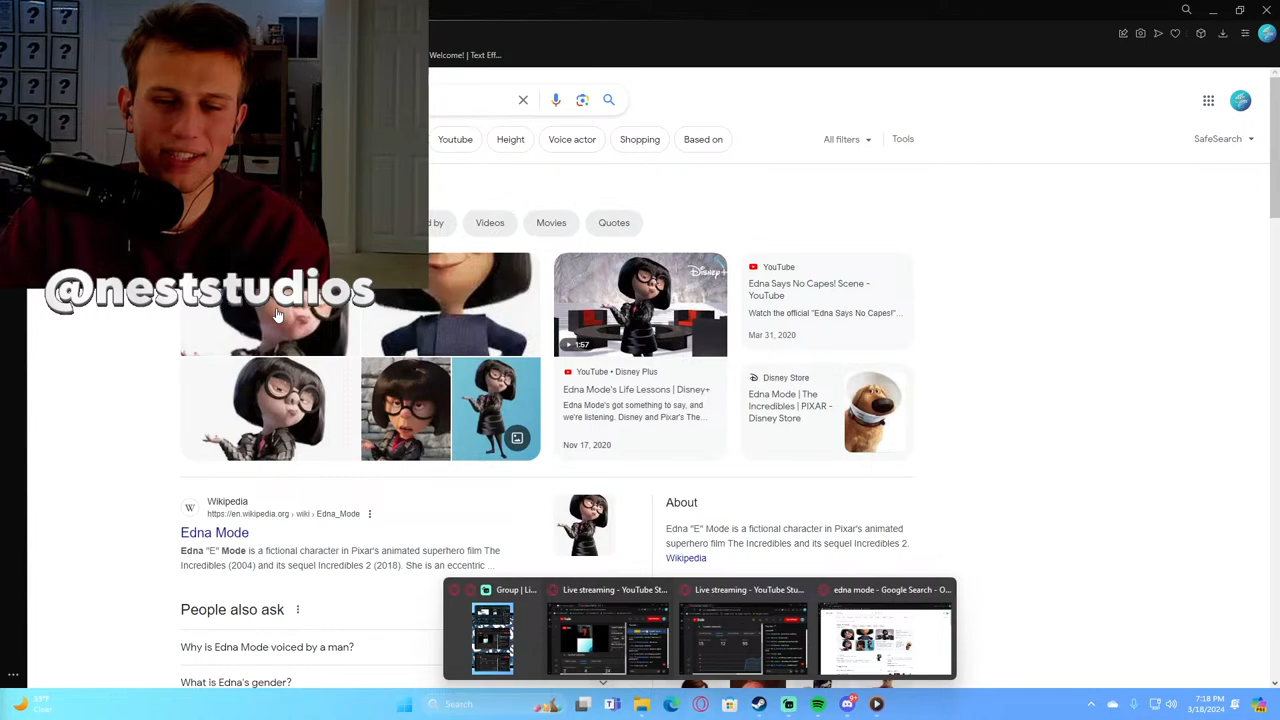 Welcome! | Text Eff...
Youtube
Height
Voice actor
Shopping
Based on
All filters
Tools
SafeSearch
d by
Videos
Movies
Quotes
@neststudios
Disney+
1:57
YouTube • Disney Plus
Edna Mode's Life Lessons | Disney+
Edna Mode's got something to say, and
we're listening. Disney and Pixar's The...
Nov 17, 2020
YouTube
Edna Says No Capes! Scene -
YouTube
Watch the official "Edna Says No Capes!"...
Mar 31, 2020
Disney Store
Edna Mode | The
Incredibles | PIXAR -
Disney Store
W
Wikipedia
https://en.wikipedia.org › wiki › Edna_Mode
Edna Mode
Edna "E" Mode is a fictional character in Pixar's animated superhero film The
Incredibles (2004) and its sequel Incredibles 2 (2018). She is an eccentric ...
About
Edna "E" Mode is a fictional character in Pixar's animated
superhero film The Incredibles and its sequel Incredibles 2.
Wikipedia
People also ask
Why is Edna Mode voiced by a man?
What is Edna's gender?
Group | Li...
Live streaming - YouTube St...
Live streaming - YouTube Stu...
edna mode - Google Search - O...
33°F
Clear
Search
7:18 PM
3/18/2024